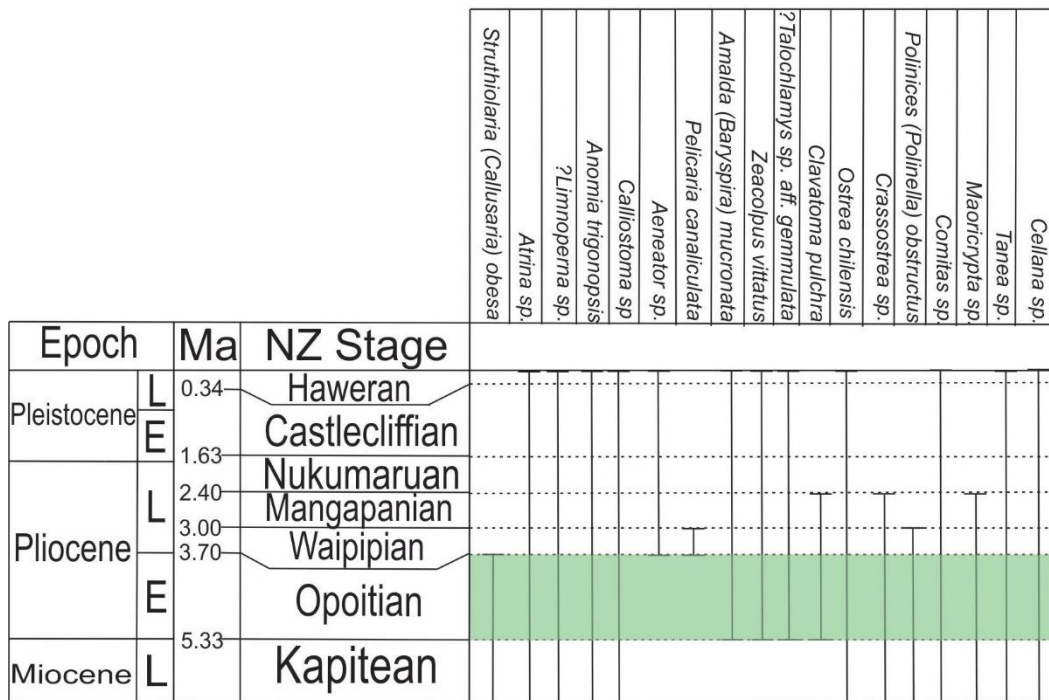 Struthiolaria (Callusaria) obesa
Atrina sp.
?Limnoperna sp.
Anomia trigonopsis
Calliostoma sp
Aeneator sp.
Pelicaria canaliculata
Amalda (Baryspira) mucronata
Zeacolpus vittatus
?Talochlamys sp. aff. gemmulata
Clavatoma pulchra
Ostrea chilensis
Crassostrea sp.
Polinices (Polinella) obstructus
Comitas sp.
Maoricrypta sp.
Tanea sp.
Cellana sp.
Epoch Ma NZ Stage
Pleistocene L 0.34 Haweran
E Castlecliffian
1.63
Nukumaruan
L 2.40
Mangapanian
3.00
Pliocene Waipipian
3.70
E Opoitian
5.33
Miocene L Kapitean